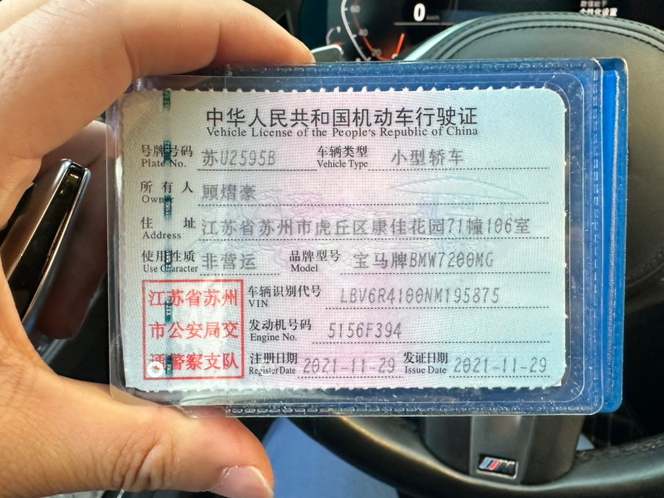 0
中华人民共和国机动车行驶证
Vehicle License of the People's Republic of China
号牌号码 苏U2595B 车辆类型 小型轿车
Plate No. Vehicle Type
所有人 顾熠豪
Owner
住址 江苏省苏州市虎丘区康佳花园71幢106室
Address
使用性质 非营运 品牌型号 宝马牌BMW7200MG
Use Character Model
江苏省苏州
市公安局交
通警察支队
车辆识别代号 LBV6R4100NM195875
VIN
发动机号码 5156F394
Engine No.
注册日期 2021-11-29 发证日期 2021-11-29
Register Date Issue Date